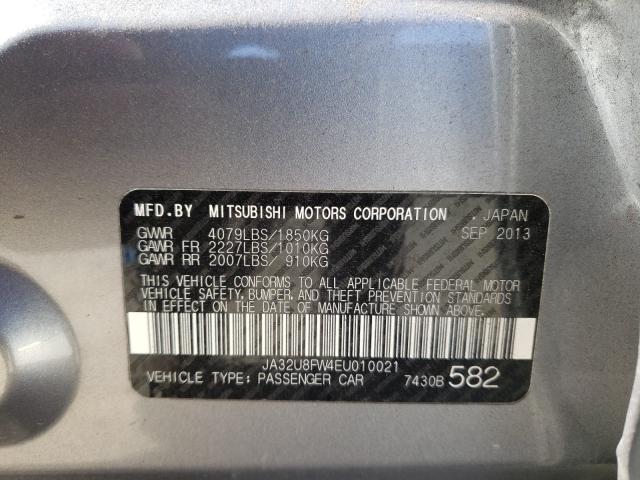 MFD.BY MITSUBISHI MOTORS CORPORATION . JAPAN
GVWR 4079LBS/1850KG SEP 2013
GAWR FR 2227LBS/1010KG
GAWR RR 2007LBS/ 910KG
THIS VEHICLE CONFORMS TO ALL APPLICABLE FEDERAL MOTOR
VEHICLE SAFETY, BUMPER, AND THEFT PREVENTION STANDARDS
IN EFFECT ON THE DATE OF MANUFACTURE SHOWN ABOVE.
JA32U8FW4EU010021
VEHICLE TYPE: PASSENGER CAR 7430B 582